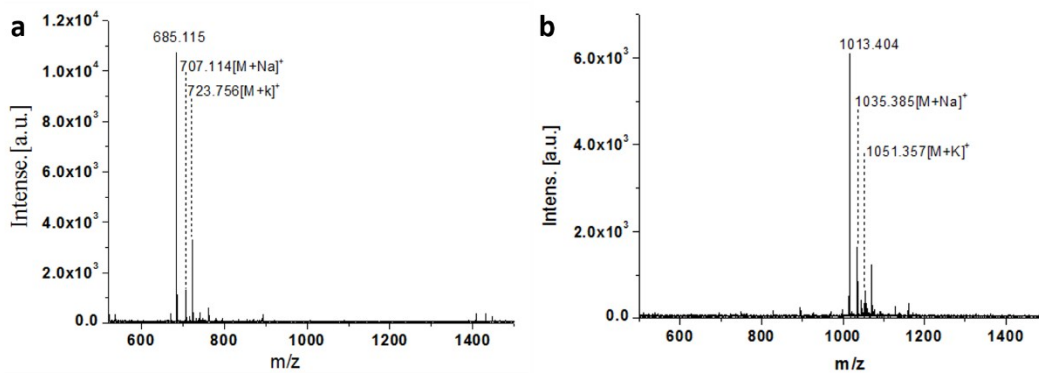 a
1.2x10⁴
1.0x10⁴
8.0x10³
6.0x10³
4.0x10³
2.0x10³
0.0
Intense.[a.u.]
685.115
707.114[M+Na]⁺
723.756[M+k]⁺
600 800 1000 1200 1400
m/z
b
6.0x10³
4.0x10³
2.0x10³
0.0
Intens. [a.u.]
1013.404
1035.385[M+Na]⁺
1051.357[M+K]⁺
600 800 1000 1200 1400
m/z